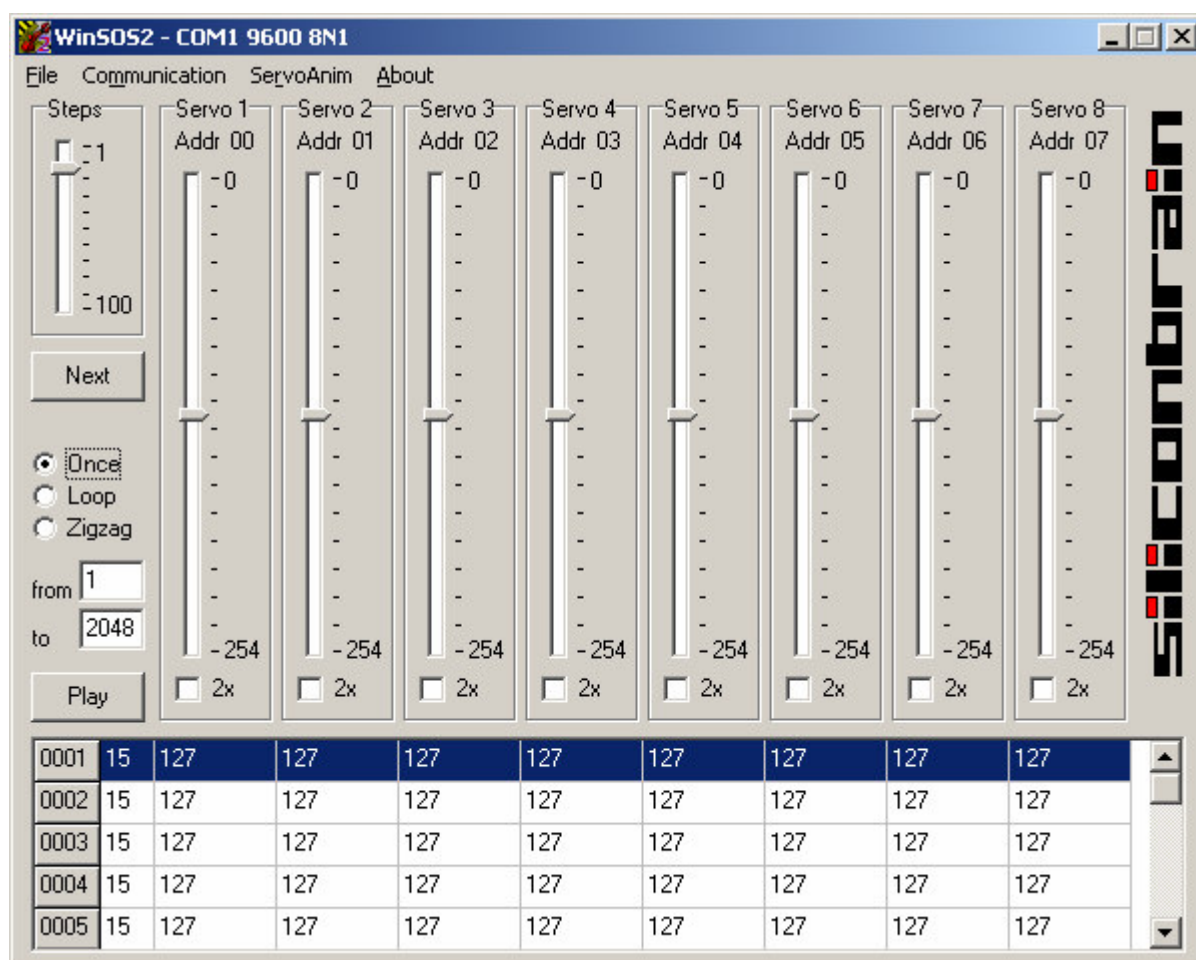 WinSOS2 - COM1 9600 8N1
File Communication ServoAnim About
Steps
1
100
Next
Once
Loop
Zigzag
from 1
to 2048
Play
Servo 1 Servo 2 Servo 3 Servo 4 Servo 5 Servo 6 Servo 7 Servo 8
Addr 00 Addr 01 Addr 02 Addr 03 Addr 04 Addr 05 Addr 06 Addr 07
0 0 0 0 0 0 0 0
254 254 254 254 254 254 254 254
2x 2x 2x 2x 2x 2x 2x 2x
siliconbrain
0001 15 127 127 127 127 127 127 127 127
0002 15 127 127 127 127 127 127 127 127
0003 15 127 127 127 127 127 127 127 127
0004 15 127 127 127 127 127 127 127 127
0005 15 127 127 127 127 127 127 127 127